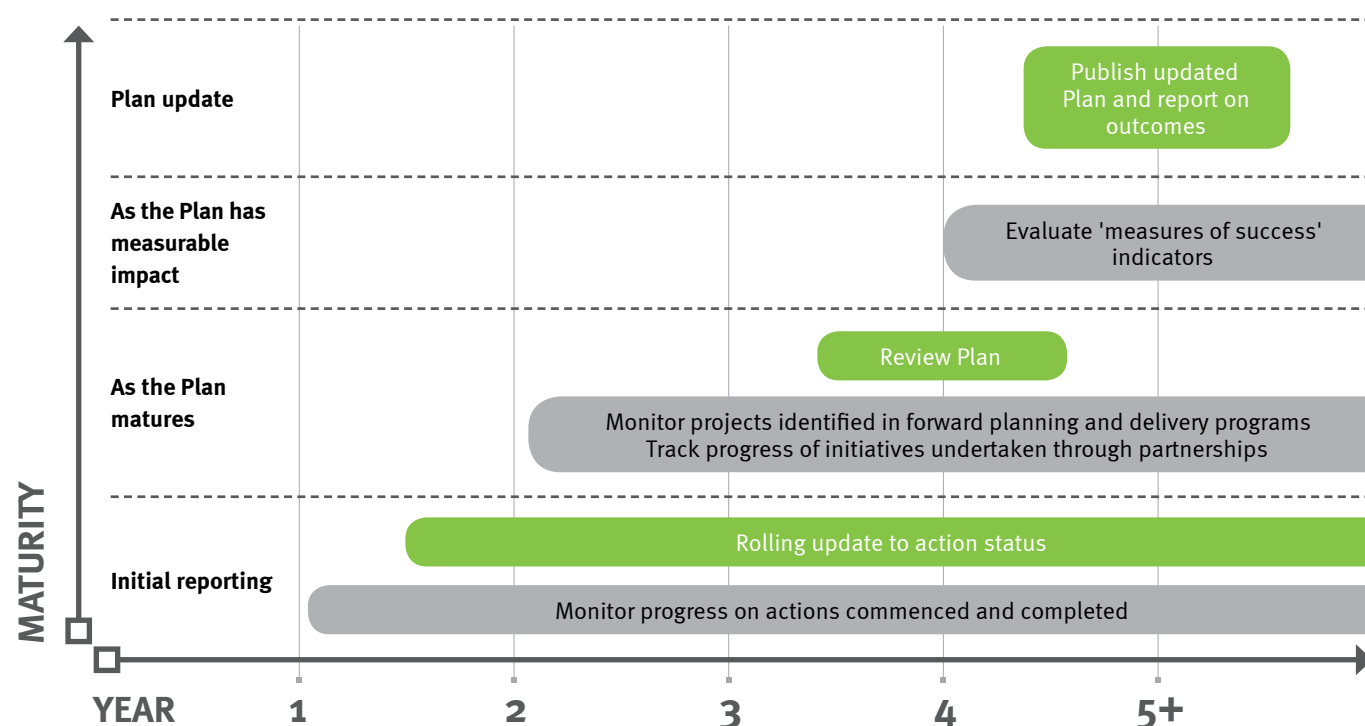 Plan update
Publish updated
Plan and report on
outcomes
As the Plan has
measurable
impact
Evaluate 'measures of success'
indicators
As the Plan
matures
Review Plan
Monitor projects identified in forward planning and delivery programs
Track progress of initiatives undertaken through partnerships
Initial reporting
Rolling update to action status
Monitor progress on actions commenced and completed
MATURITY
YEAR 1 2 3 4 5+